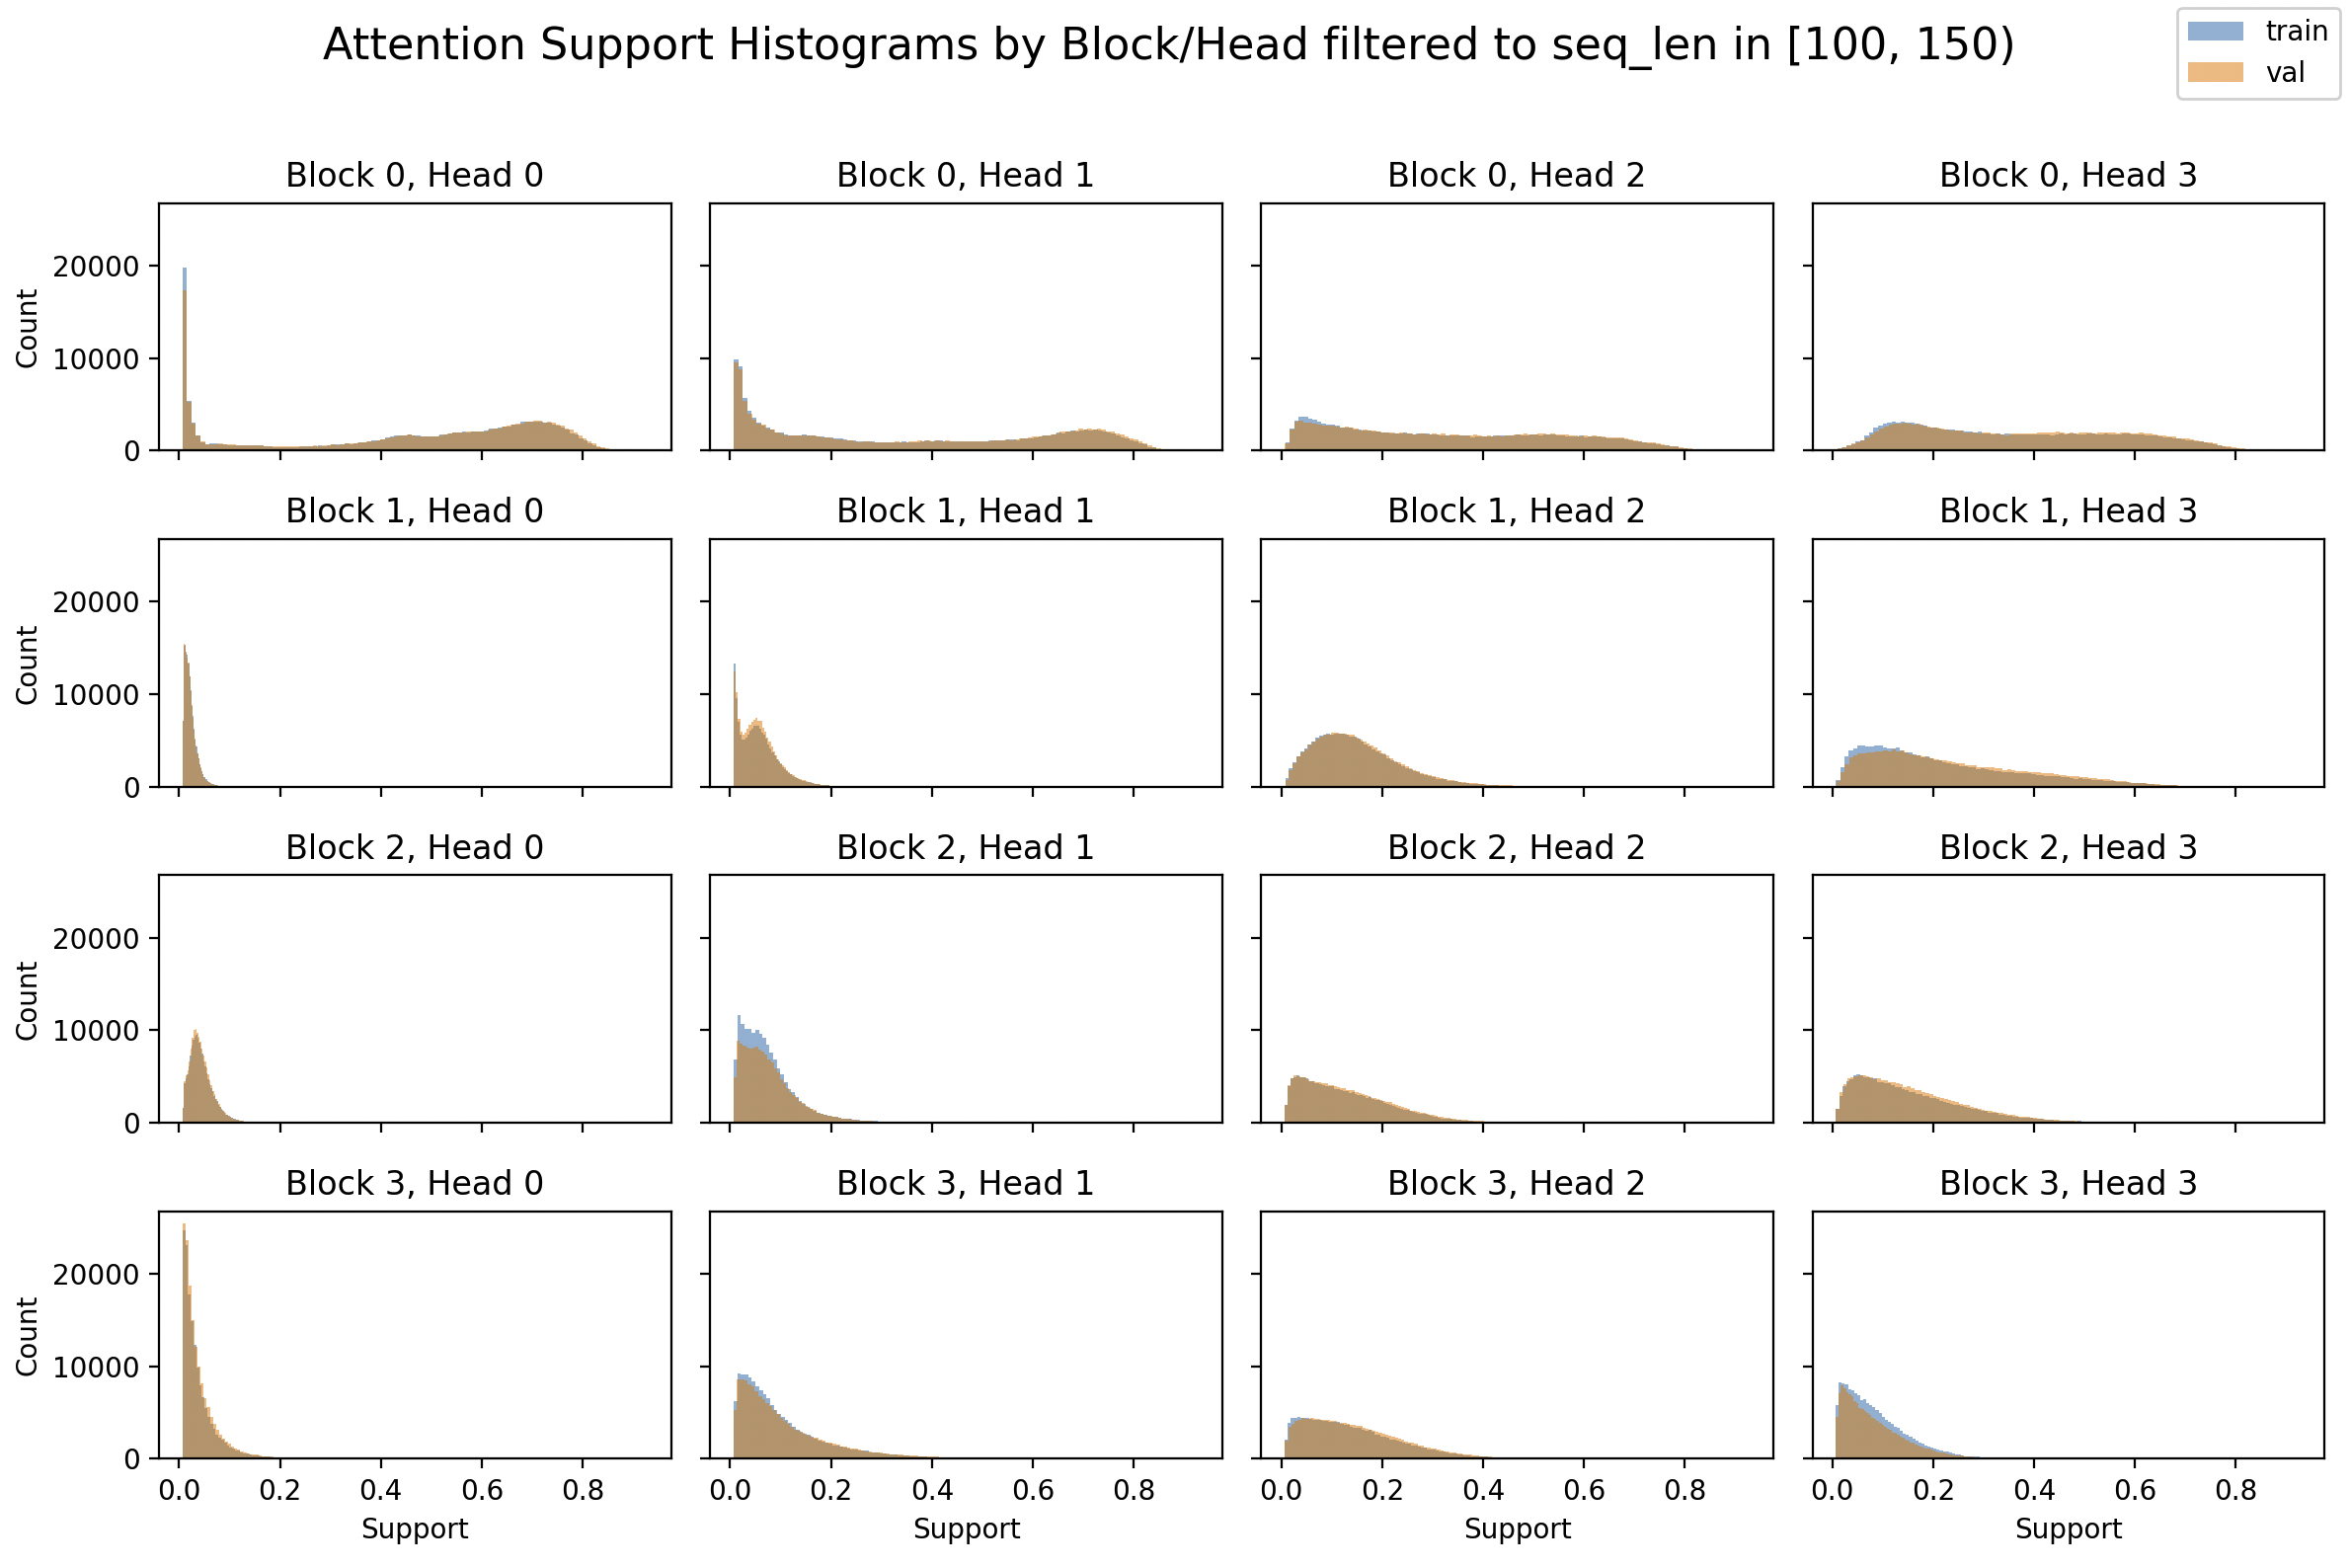 Attention Support Histograms by Block/Head filtered to seq_len in [100, 150)
train
val
Block 0, Head 0
Block 0, Head 1
Block 0, Head 2
Block 0, Head 3
Count
20000
10000
0
Block 1, Head 0
Block 1, Head 1
Block 1, Head 2
Block 1, Head 3
Count
20000
10000
0
Block 2, Head 0
Block 2, Head 1
Block 2, Head 2
Block 2, Head 3
Count
20000
10000
0
Block 3, Head 0
Block 3, Head 1
Block 3, Head 2
Block 3, Head 3
Count
20000
10000
0
0.0 0.2 0.4 0.6 0.8
0.0 0.2 0.4 0.6 0.8
0.0 0.2 0.4 0.6 0.8
0.0 0.2 0.4 0.6 0.8
Support
Support
Support
Support